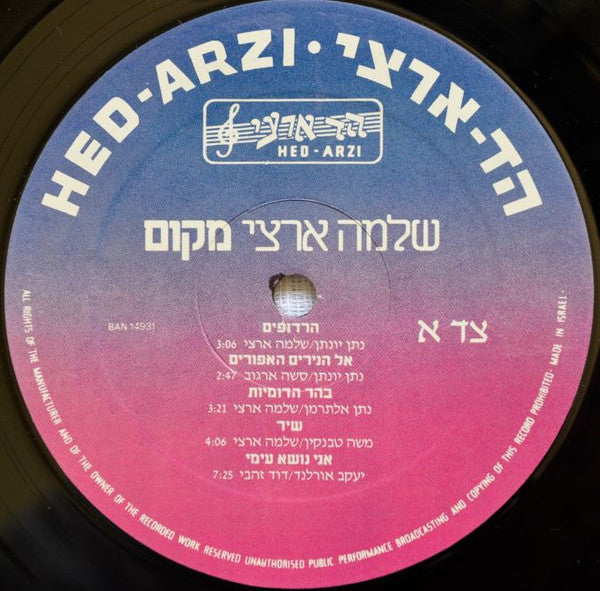 HED-ARZI • הד-ארצי
הד ארצי
HED-ARZI
שלמה ארצי מקום
BAN 14931
צד א
הרדופים
נתן יונתן/שלמה ארצי 3:06
אל הנירים האפורים
נתן יונתן/סשה ארגוב 2:47
בהר הדומיות
נתן אלתרמן/שלמה ארצי 3:21
שיר
משה טבנקין/שלמה ארצי 4:06
אני נושא עימי
יעקב אורלנד/דוד זהבי 7:25
ALL RIGHTS OF THE MANUFACTURER AND OF THE OWNER OF THE RECORDED WORK RESERVED UNAUTHORISED PUBLIC PERFORMANCE BROADCASTING AND COPYING OF THIS RECORD PROHIBITED· MADE IN ISRAEL·